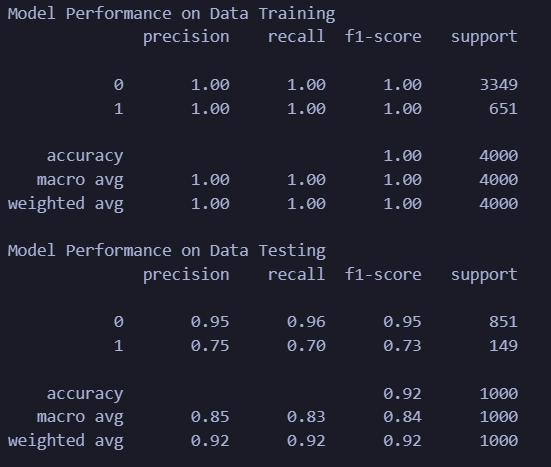 Model Performance on Data Training
precision recall f1-score support
0 1.00 1.00 1.00 3349
1 1.00 1.00 1.00 651
accuracy 1.00 4000
macro avg 1.00 1.00 1.00 4000
weighted avg 1.00 1.00 1.00 4000
Model Performance on Data Testing
precision recall f1-score support
0 0.95 0.96 0.95 851
1 0.75 0.70 0.73 149
accuracy 0.92 1000
macro avg 0.85 0.83 0.84 1000
weighted avg 0.92 0.92 0.92 1000